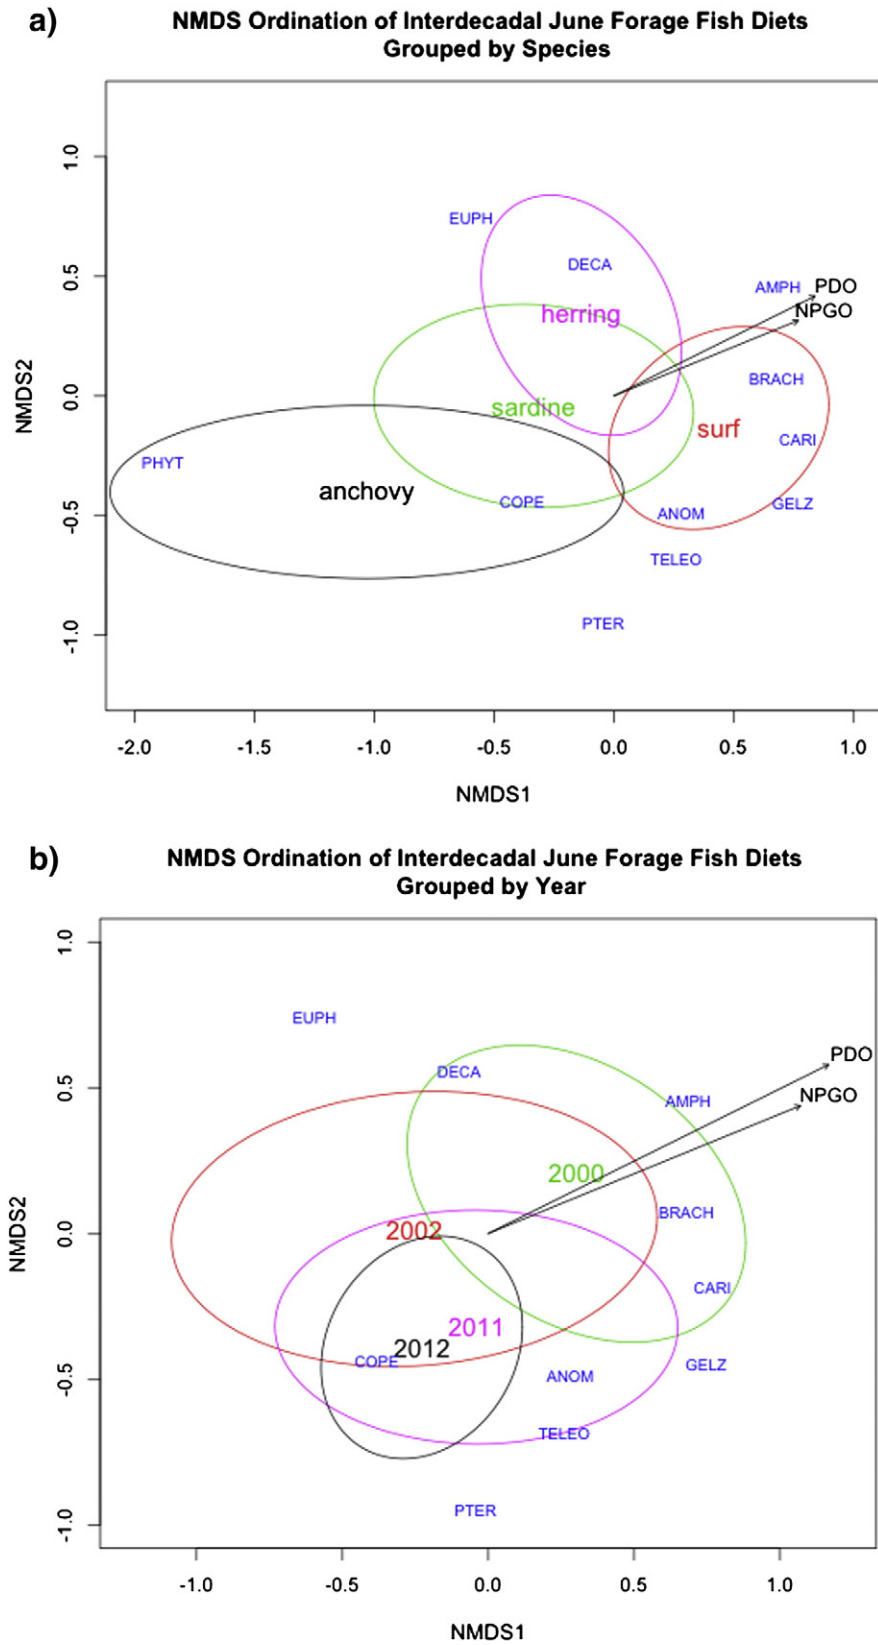 a)
NMDS Ordination of Interdecadal June Forage Fish Diets
Grouped by Species
NMDS2
1.0
0.5
0.0
-0.5
-1.0
EUPH
DECA
herring
AMPH
PDO
NPGO
BRACH
sardine
surf
CARI
PHYT
anchovy
COPE
ANOM
GELZ
TELEO
PTER
-2.0 -1.5 -1.0 -0.5 0.0 0.5 1.0
NMDS1
b)
NMDS Ordination of Interdecadal June Forage Fish Diets
Grouped by Year
NMDS2
1.0
0.5
0.0
-0.5
-1.0
EUPH
DECA
PDO
AMPH
NPGO
2000
BRACH
2002
CARI
2011
2012
COPE
GELZ
ANOM
TELEO
PTER
-1.0 -0.5 0.0 0.5 1.0
NMDS1